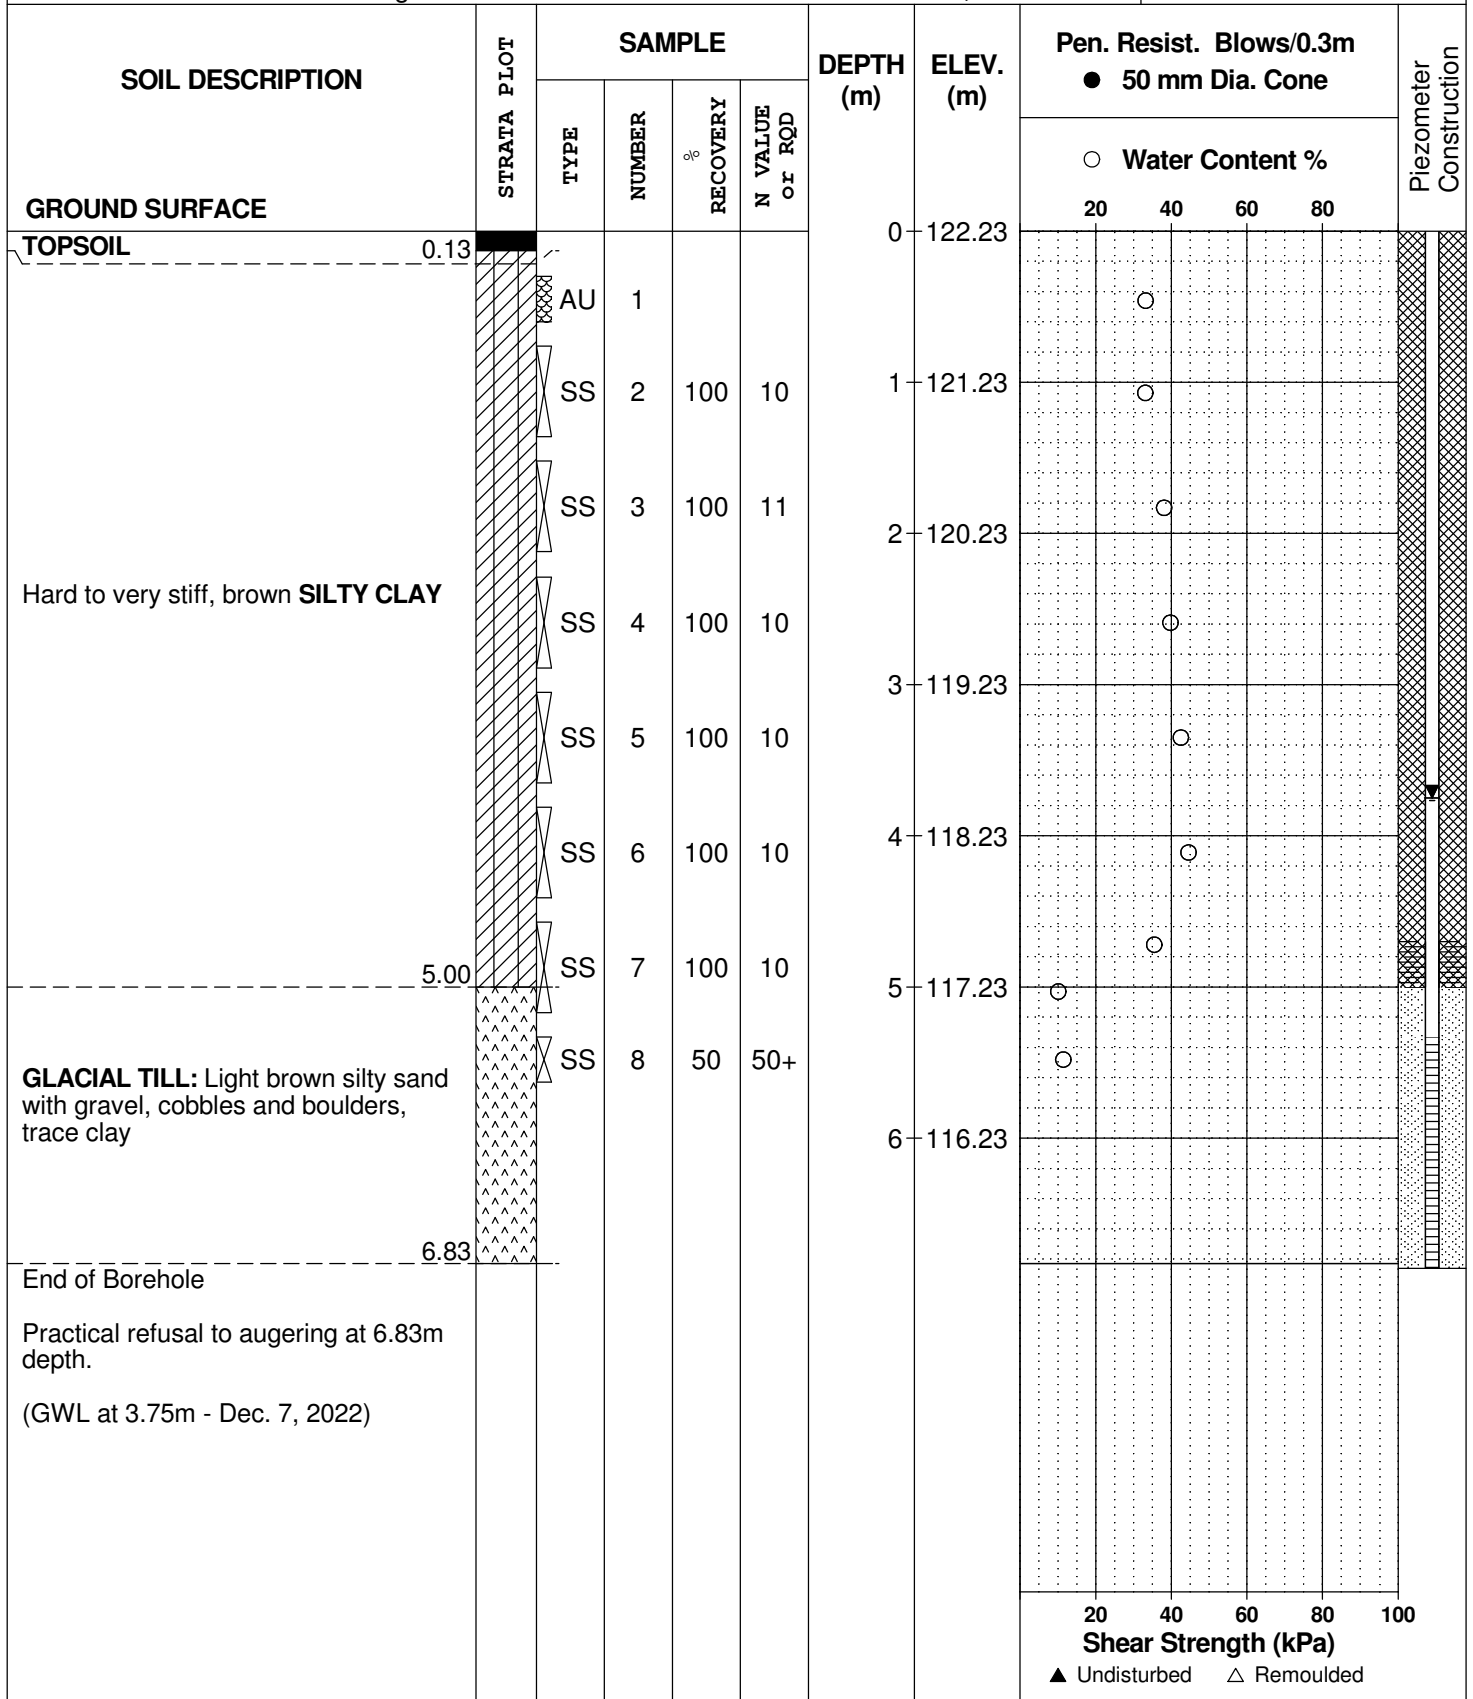 SOIL DESCRIPTION
GROUND SURFACE
STRATA PLOT
SAMPLE
TYPE
NUMBER
%
RECOVERY
N VALUE
or RQD
DEPTH
(m)
ELEV.
(m)
Pen. Resist. Blows/0.3m
● 50 mm Dia. Cone
○ Water Content %
20 40 60 80
Piezometer
Construction
TOPSOIL 0.13
0 122.23
AU 1
SS 2 100 10
1 121.23
SS 3 100 11
2 120.23
Hard to very stiff, brown SILTY CLAY
SS 4 100 10
3 119.23
SS 5 100 10
4 118.23
SS 6 100 10
SS 7 100 10
5.00
5 117.23
SS 8 50 50+
GLACIAL TILL: Light brown silty sand
with gravel, cobbles and boulders,
trace clay
6 116.23
6.83
End of Borehole
Practical refusal to augering at 6.83m
depth.
(GWL at 3.75m - Dec. 7, 2022)
20 40 60 80 100
Shear Strength (kPa)
▲ Undisturbed △ Remoulded